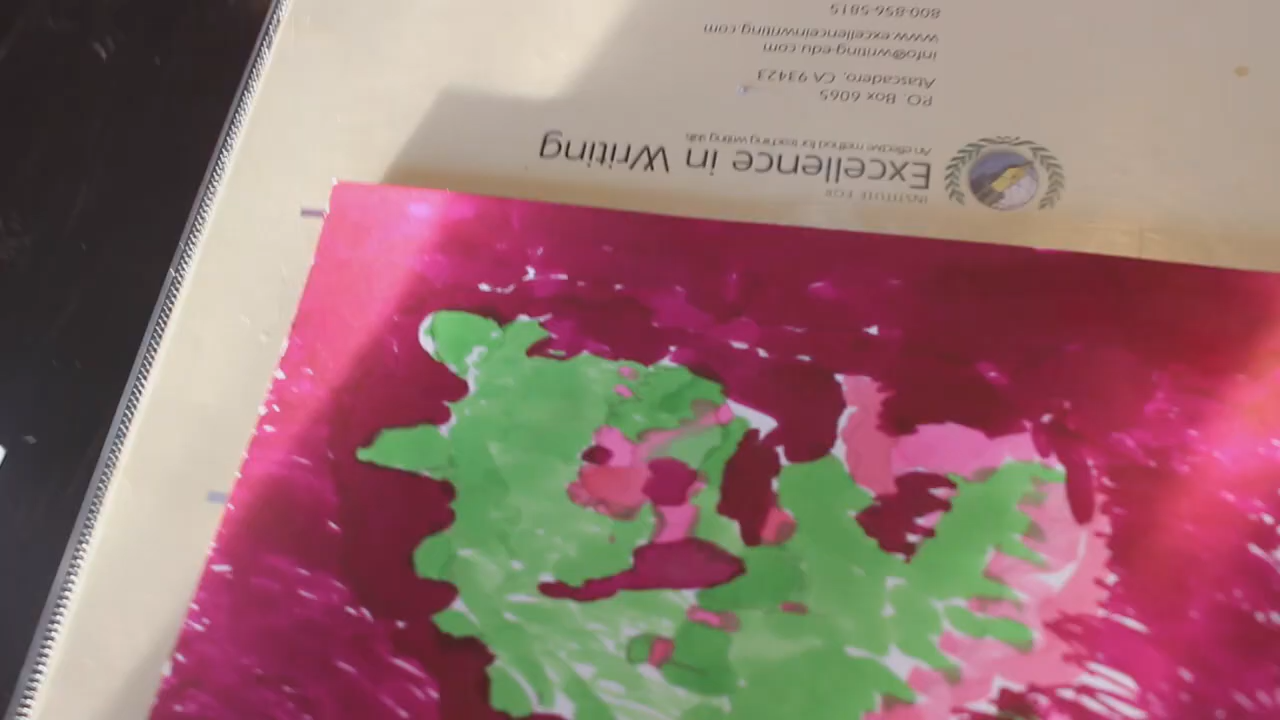 INSTITUTE FOR
Excellence in Writing
An effective method for teaching writing skills
P.O. Box 6065
Atascadero, CA 93423
info@writing-edu.com
www.excellenceinwriting.com
800-856-5815